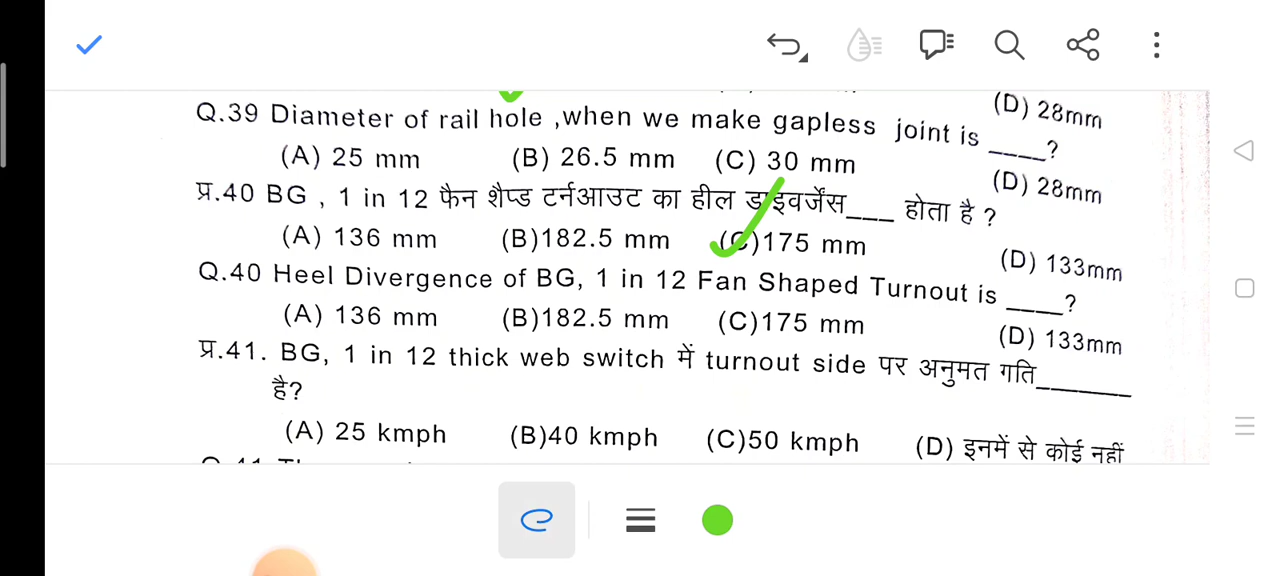 (D) 28mm
Q.39 Diameter of rail hole ,when we make gapless joint is ____?
(A) 25 mm (B) 26.5 mm (C) 30 mm (D) 28mm
प्र.40 BG , 1 in 12 फैन शैप्ड टर्नआउट का हील डाइवर्जेंस___ होता है ?
(A) 136 mm (B)182.5 mm (C)175 mm (D) 133mm
Q.40 Heel Divergence of BG, 1 in 12 Fan Shaped Turnout is ____?
(A) 136 mm (B)182.5 mm (C)175 mm (D) 133mm
प्र.41. BG, 1 in 12 thick web switch में turnout side पर अनुमत गति_______
है?
(A) 25 kmph (B)40 kmph (C)50 kmph (D) इनमें से कोई नहीं